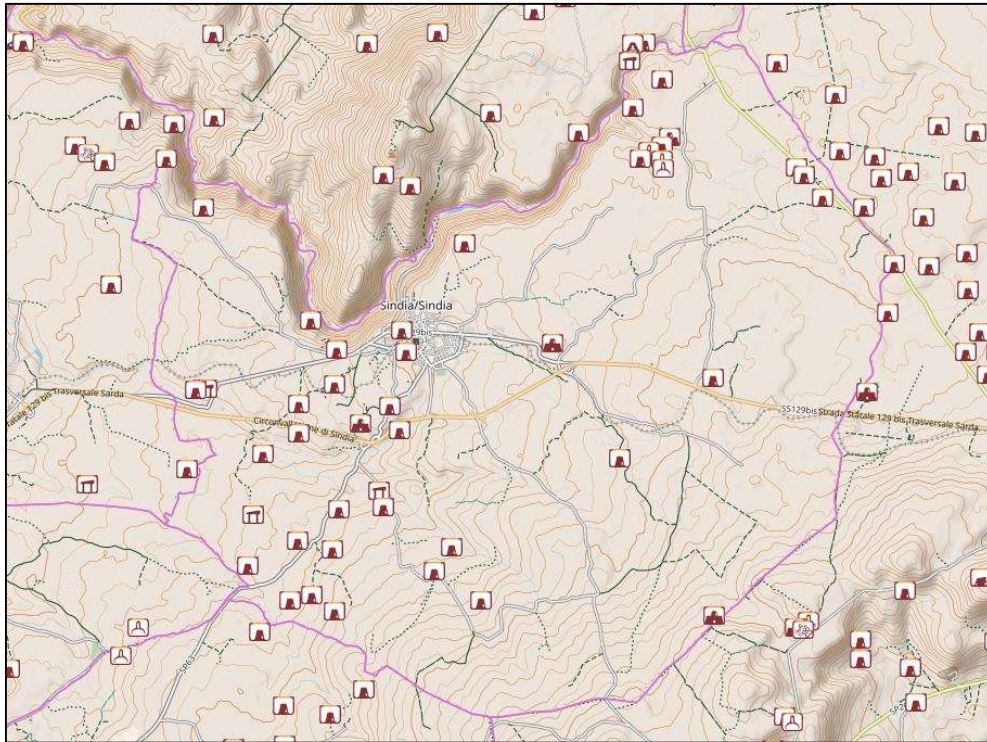 Sindia/Sindia
29bis
Statale 129 bis Trasversale Sarda
SS129bis
Strada Statale 129 bis Trasversale Sarda
Circonvallazione di Sindia
SP63